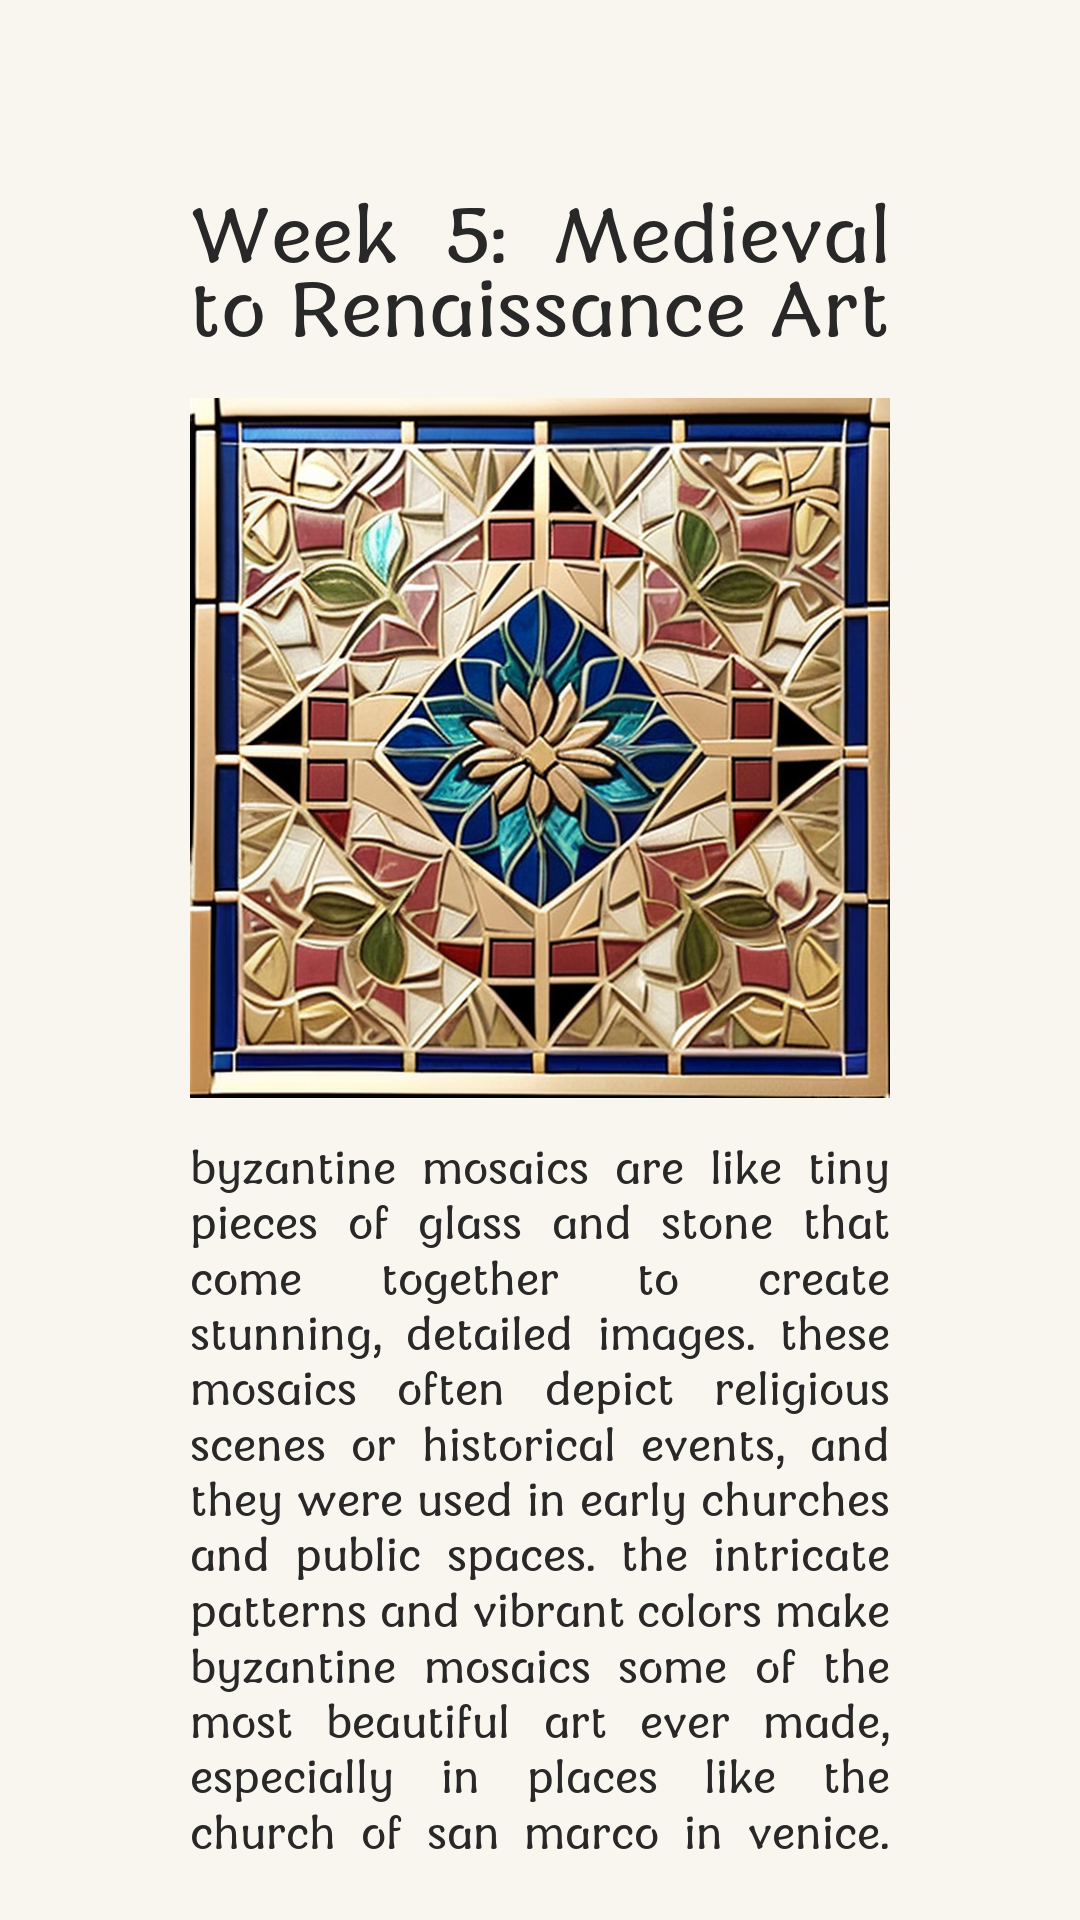 Week 5: Medieval
to Renaissance Art
byzantine mosaics are like tiny
pieces of glass and stone that
come together to create
stunning, detailed images. these
mosaics often depict religious
scenes or historical events, and
they were used in early churches
and public spaces. the intricate
patterns and vibrant colors make
byzantine mosaics some of the
most beautiful art ever made,
especially in places like the
church of san marco in venice.